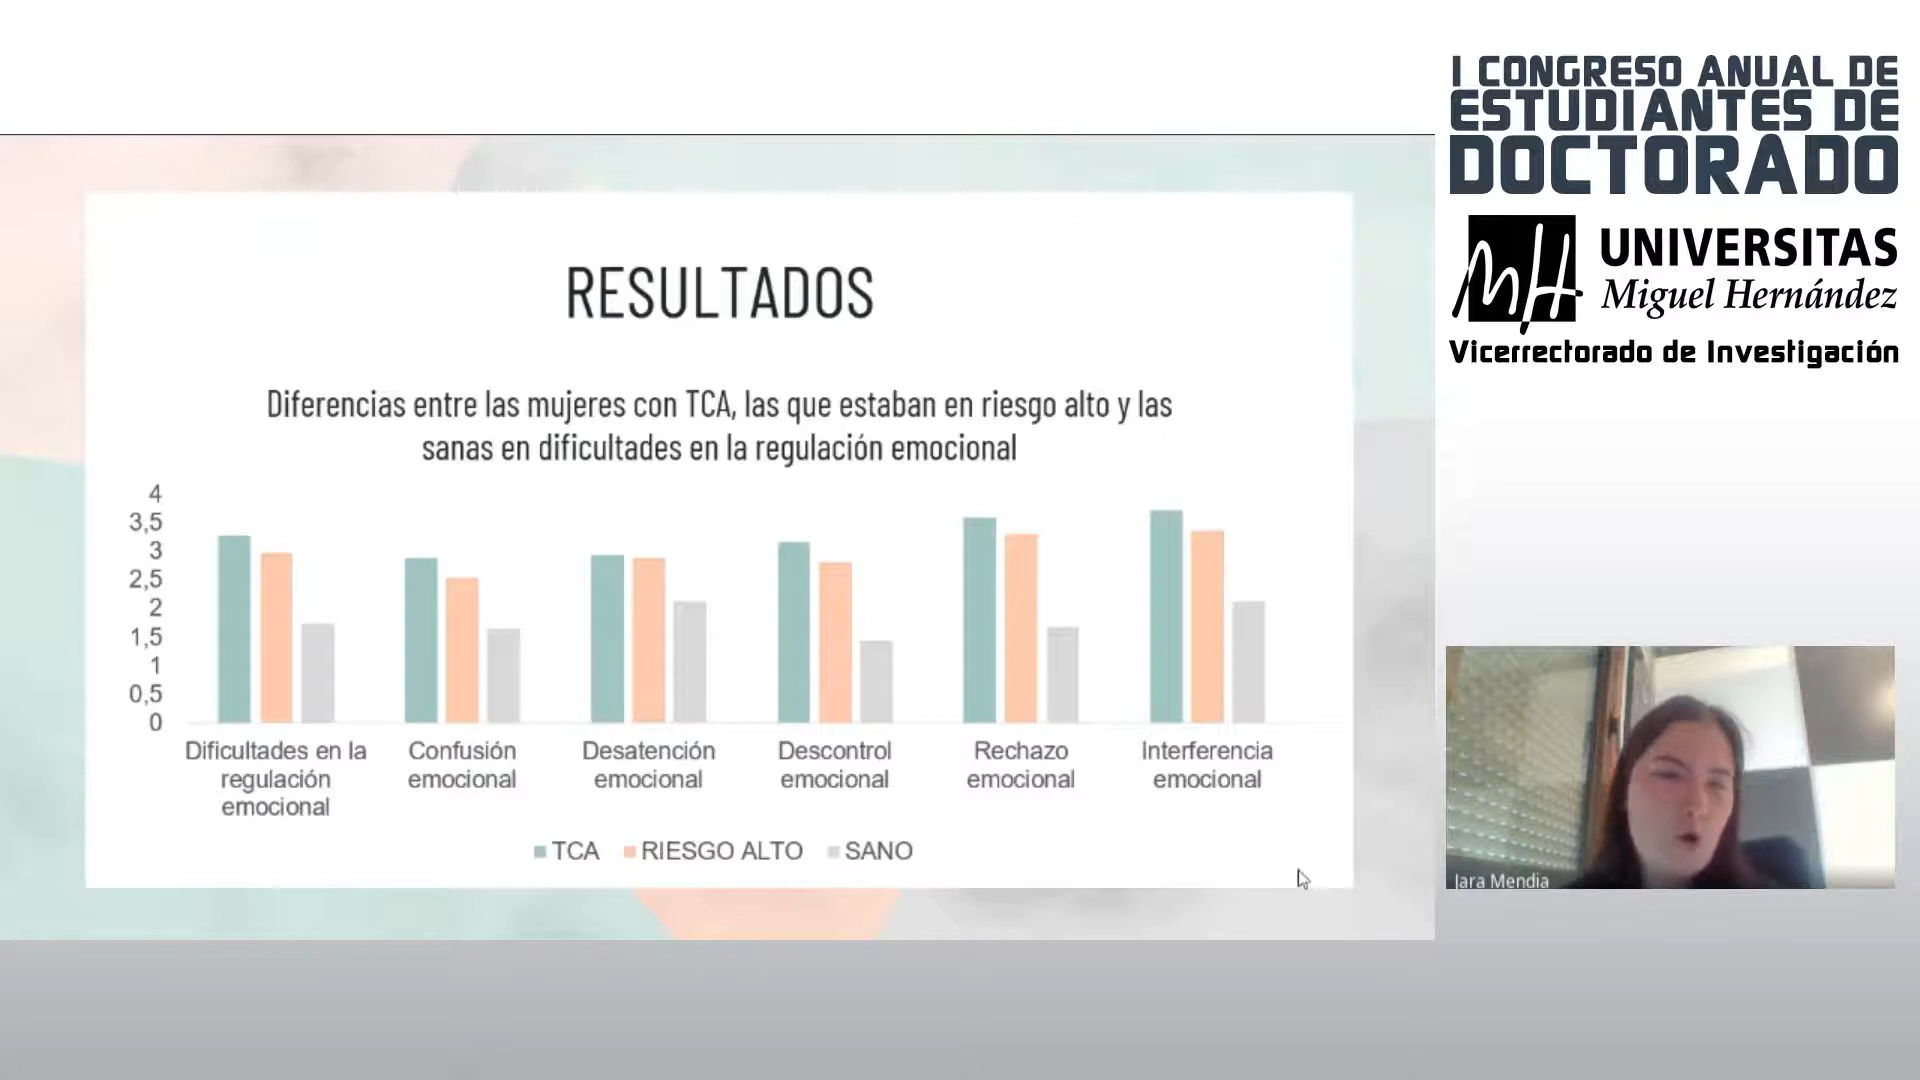 I CONGRESO ANUAL DE
ESTUDIANTES DE
DOCTORADO
UNIVERSITAS
Miguel Hernández
Vicerrectorado de Investigación
RESULTADOS
Diferencias entre las mujeres con TCA, las que estaban en riesgo alto y las
sanas en dificultades en la regulación emocional
4
3,5
3
2,5
2
1,5
1
0,5
0
Dificultades en la
regulación
emocional
Confusión
emocional
Desatención
emocional
Descontrol
emocional
Rechazo
emocional
Interferencia
emocional
TCA RIESGO ALTO SANO
Jara Mendia